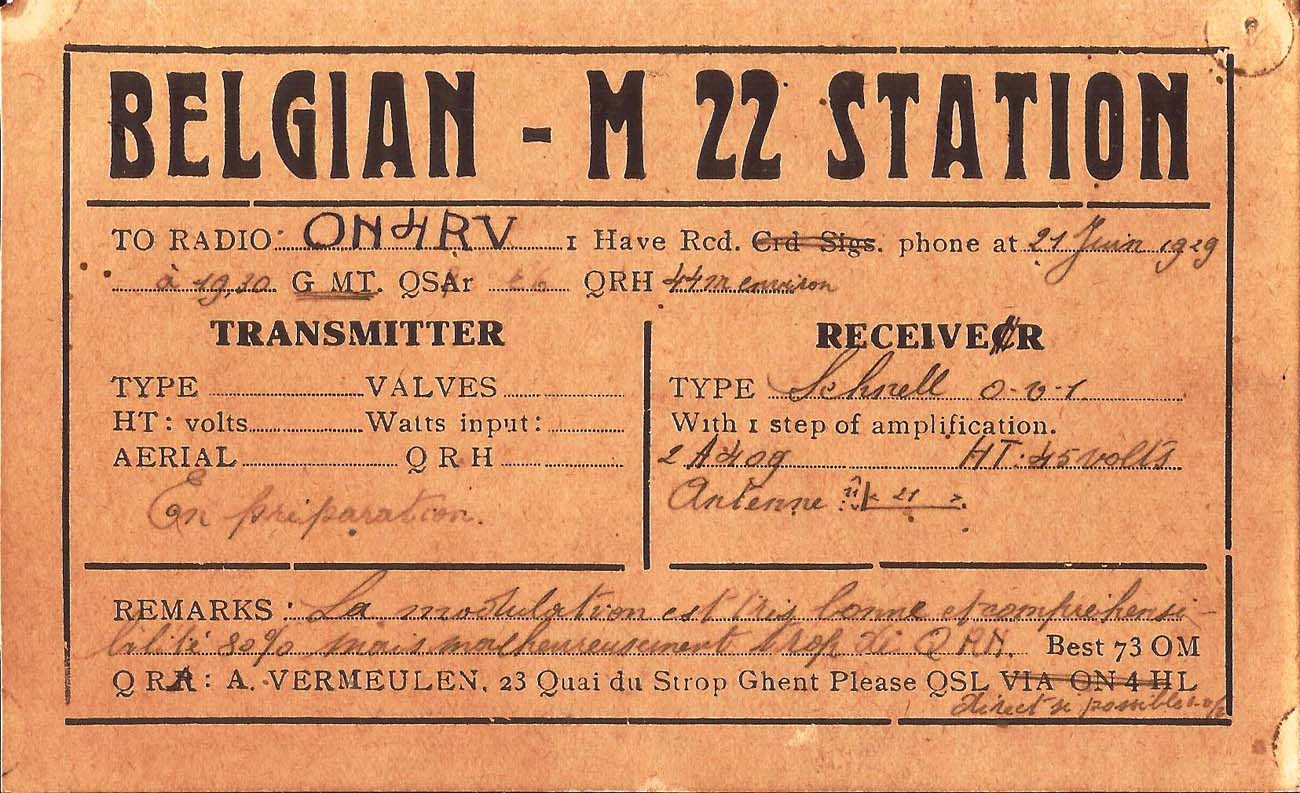 BELGIAN - M 22 STATION
TO RADIO: ON4RV 1 Have Rcd. Crd Sigs. phone at 21 Juin 1929
à 19,20 G MT. QSAr QRH 44m environ
TRANSMITTER
TYPE VALVES
HT: volts Watts input:
AERIAL QRH
En préparation.
RECEIVER
TYPE Schnell 0-v-1
With 1 step of amplification.
2 A409 HT: 45 volts
Antenne 21
REMARKS: La modulation est très bonne et compréhensi-
bilité 80% mais malheureusement trop de QRN. Best 73 OM
QRA: A. VERMEULEN, 23 Quai du Strop Ghent Please QSL VIA ON 4 HL
direct si possible